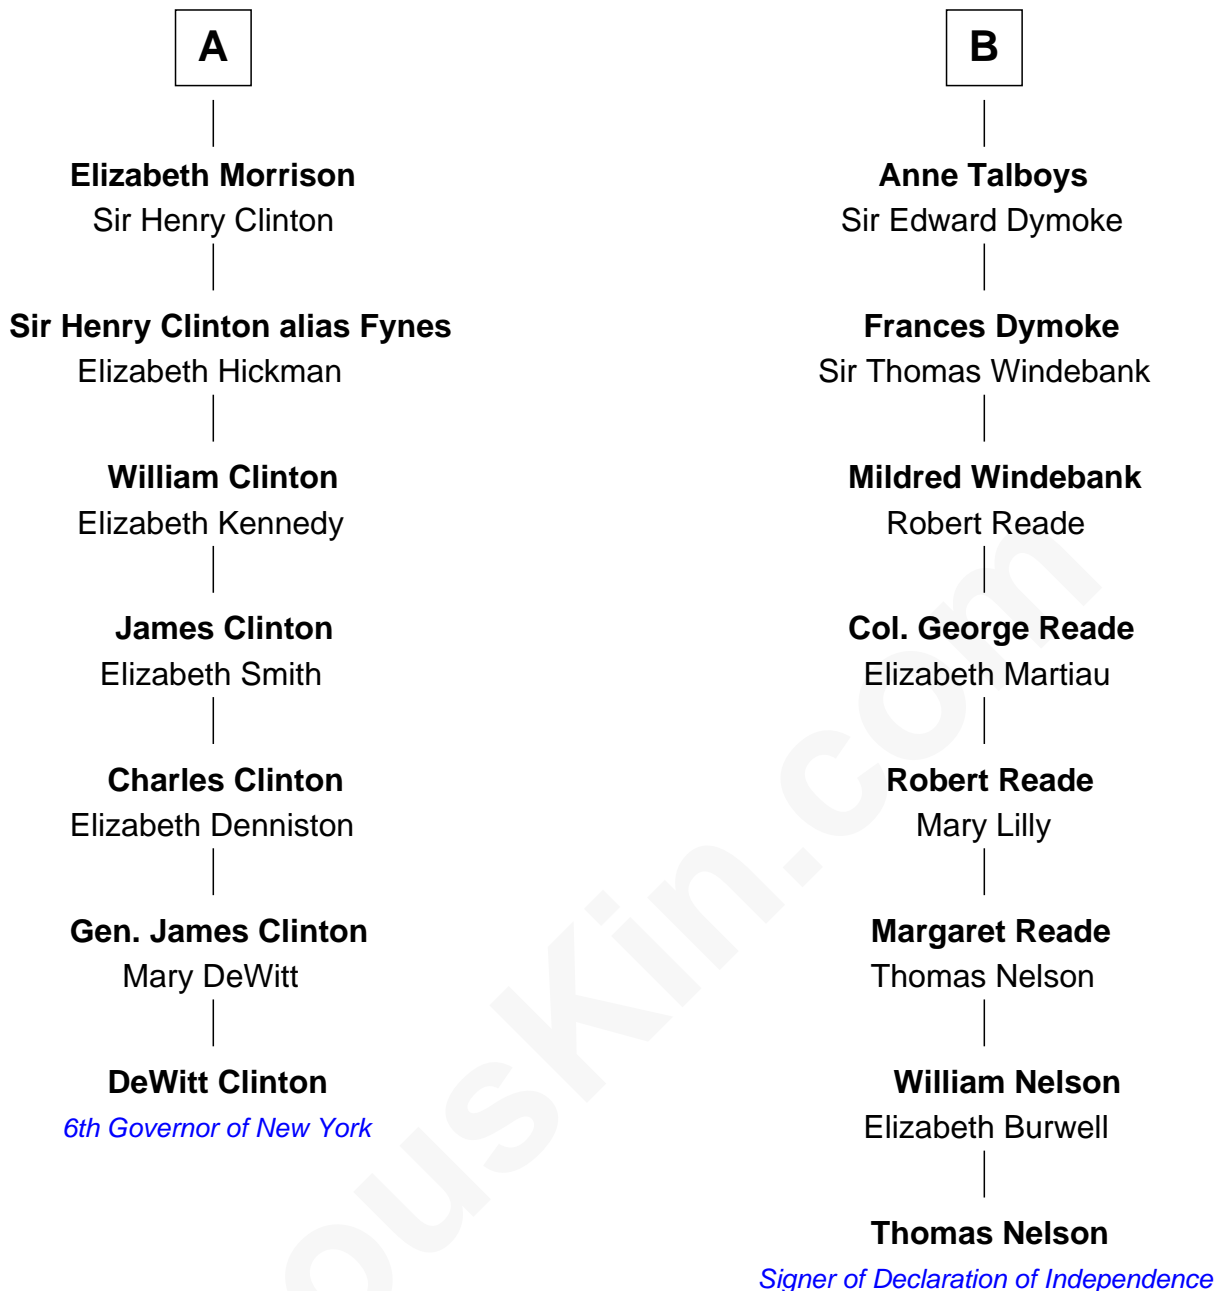 A
Elizabeth Morrison
Sir Henry Clinton
Sir Henry Clinton alias Fynes
Elizabeth Hickman
William Clinton
Elizabeth Kennedy
James Clinton
Elizabeth Smith
Charles Clinton
Elizabeth Denniston
Gen. James Clinton
Mary DeWitt
DeWitt Clinton
6th Governor of New York
B
Anne Talboys
Sir Edward Dymoke
Frances Dymoke
Sir Thomas Windebank
Mildred Windebank
Robert Reade
Col. George Reade
Elizabeth Martiau
Robert Reade
Mary Lilly
Margaret Reade
Thomas Nelson
William Nelson
Elizabeth Burwell
Thomas Nelson
Signer of Declaration of Independence
ousKin.com